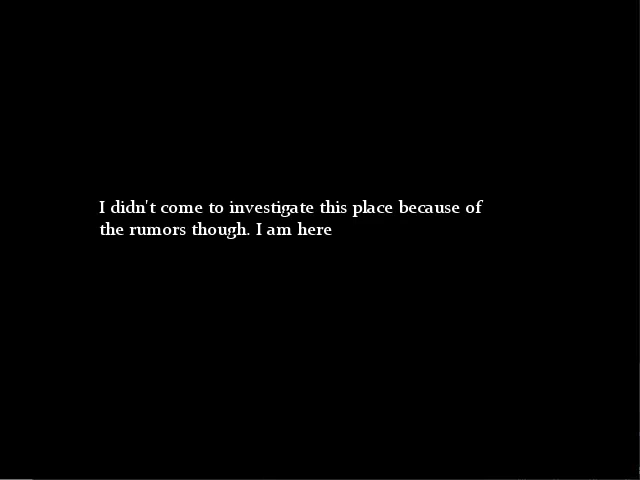 I didn't come to investigate this place because of
the rumors though. I am here